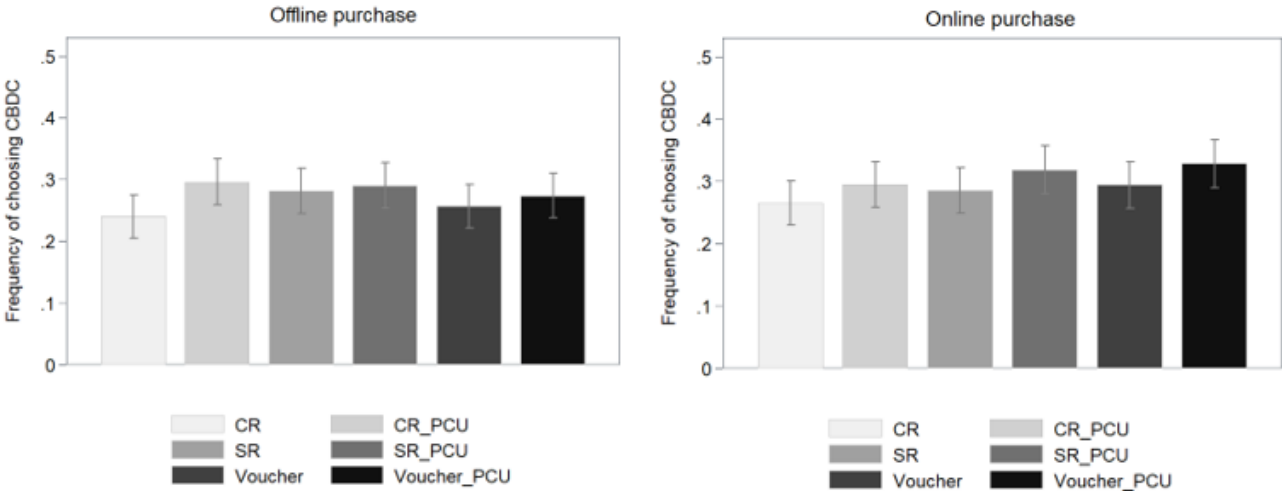 Offline purchase
Frequency of choosing CBDC
.5
.4
.3
.2
.1
0
CR CR_PCU
SR SR_PCU
Voucher Voucher_PCU
Online purchase
Frequency of choosing CBDC
.5
.4
.3
.2
.1
0
CR CR_PCU
SR SR_PCU
Voucher Voucher_PCU